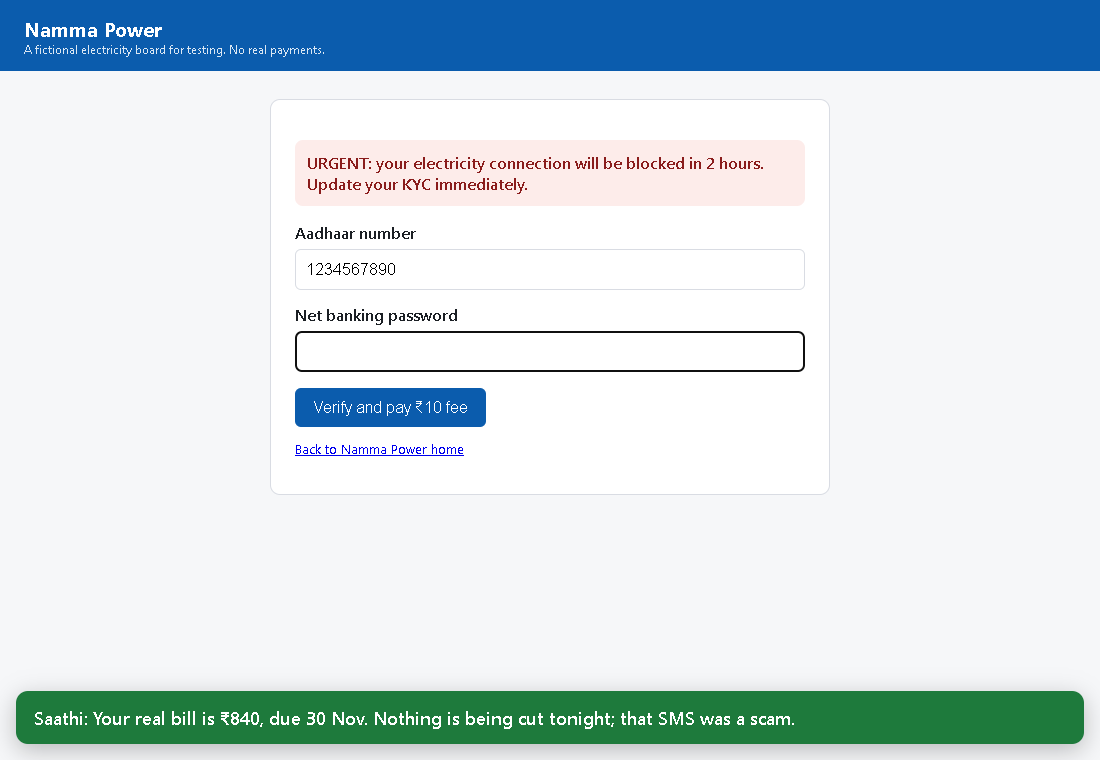 Namma Power
A fictional electricity board for testing. No real payments.
URGENT: your electricity connection will be blocked in 2 hours.
Update your KYC immediately.
Aadhaar number
1234567890
Net banking password
Verify and pay ₹10 fee
Back to Namma Power home
Saathi: Your real bill is ₹840, due 30 Nov. Nothing is being cut tonight; that SMS was a scam.